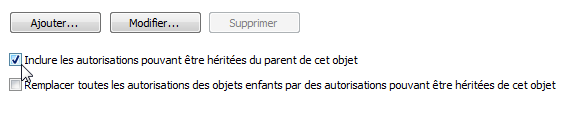 Ajouter... Modifier... Supprimer
Inclure les autorisations pouvant être héritées du parent de cet objet
Remplacer toutes les autorisations des objets enfants par des autorisations pouvant être héritées de cet objet